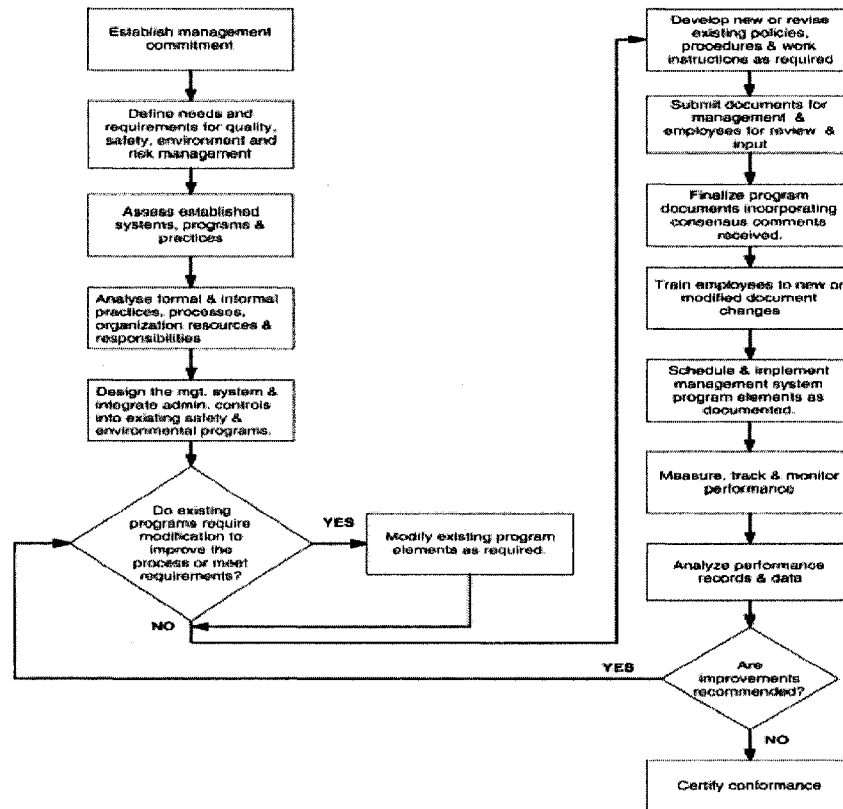 Establish management
commitment
Define needs and
requirements for quality,
safety, environment and
risk management
Assess established
systems, programs &
practices
Analyse formal & informal
practices, processes,
organization resources &
responsibilities
Design the mgt. system &
integrate admin. controls
into existing safety &
environmental programs.
Do existing
programs require
modification to
improve the
process or meet
requirements?
YES
Modify existing program
elements as required.
NO
Develop new or revise
existing policies,
procedures & work
instructions as required
Submit documents for
management &
employees for review &
input
Finalize program
documents incorporating
consensus comments
received.
Train employees to new or
modified document
changes
Schedule & implement
management system
program elements as
documented.
Measure, track & monitor
performance
Analyze performance
records & data
Are
improvements
recommended?
YES
NO
Certify conformance